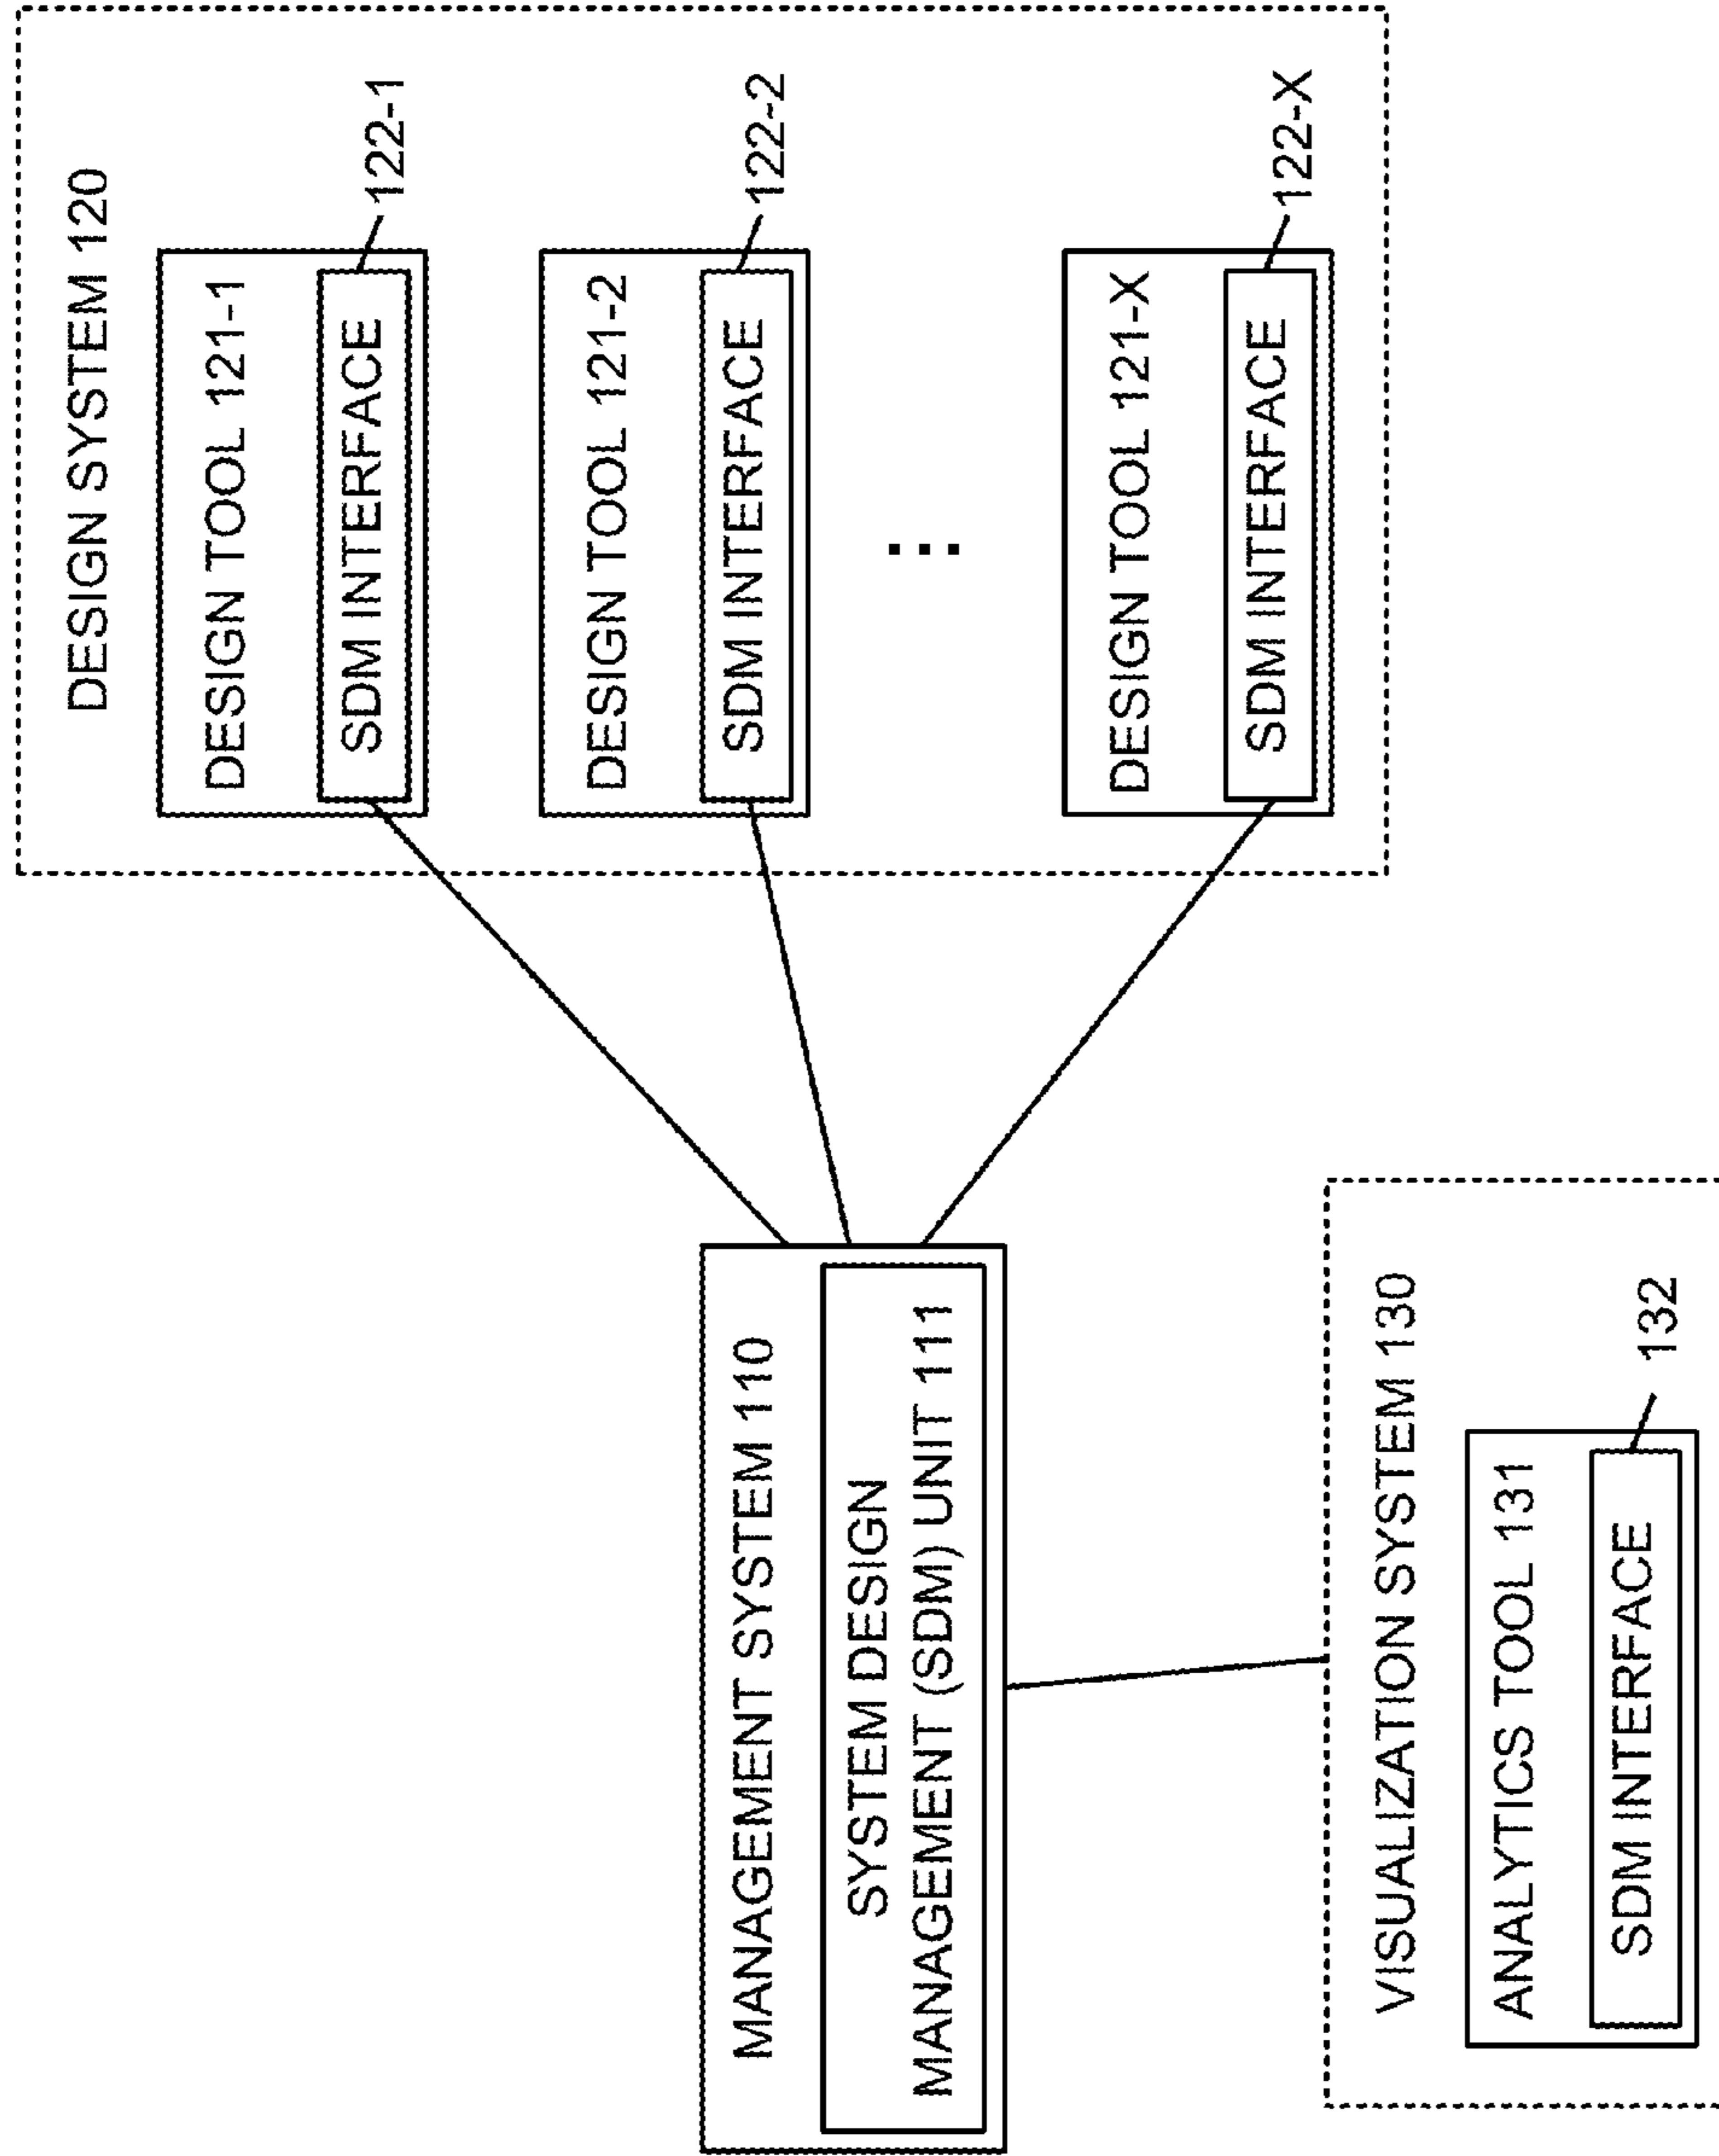 DESIGN SYSTEM 120
DESIGN TOOL 121-1
SDM INTERFACE
122-1
DESIGN TOOL 121-2
SDM INTERFACE
122-2
...
DESIGN TOOL 121-X
SDM INTERFACE
122-X
MANAGEMENT SYSTEM 110
SYSTEM DESIGN
MANAGEMENT (SDM) UNIT 111
VISUALIZATION SYSTEM 130
ANALYTICS TOOL 131
SDM INTERFACE
132